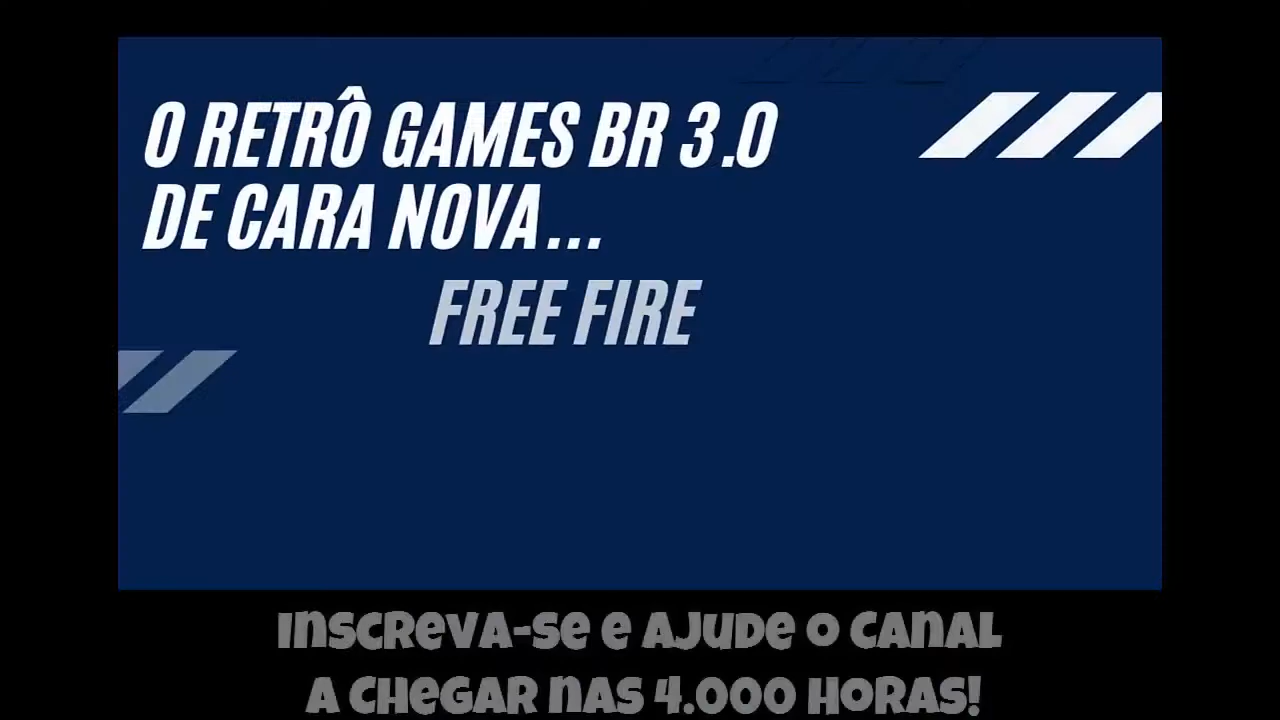 O RETRÔ GAMES BR 3.0
DE CARA NOVA...
FREE FIRE
INSCREVA-SE E AJUDE O CANAL
A CHEGAR NAS 4.000 HORAS!